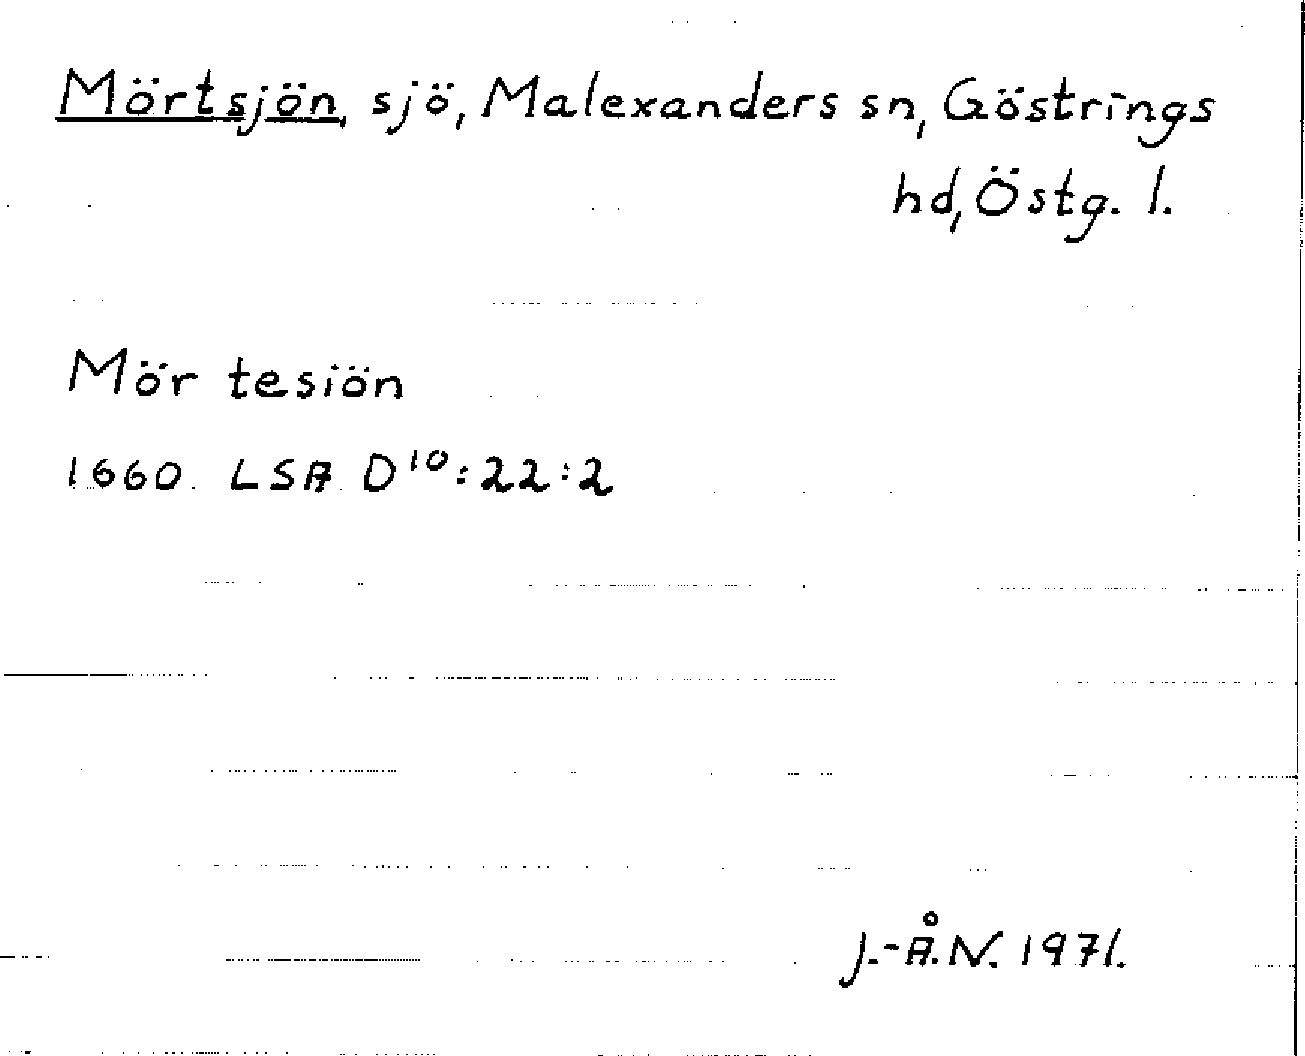 Mörtsjön, sjö, Malexanders sn, Göstrings
hd, Östg. l.
Mör tesiön
1660. LSA D¹⁰:22:2
J.-Å.N. 1971.